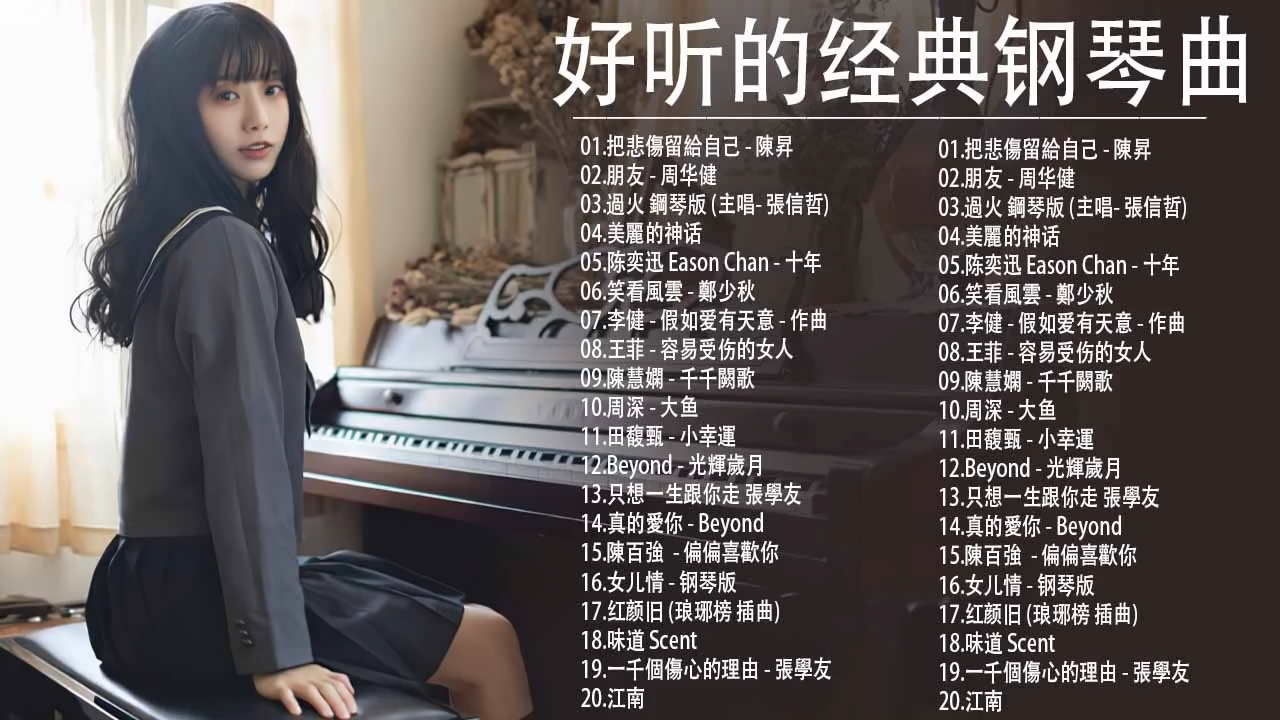 好听的经典钢琴曲
01.把悲傷留給自己 - 陳昇
02.朋友 - 周华健
03.過火 鋼琴版 (主唱- 張信哲)
04.美麗的神话
05.陈奕迅 Eason Chan - 十年
06.笑看風雲 - 鄭少秋
07.李健 - 假如爱有天意 - 作曲
08.王菲 - 容易受伤的女人
09.陳慧嫻 - 千千闕歌
10.周深 - 大鱼
11.田馥甄 - 小幸運
12.Beyond - 光輝歲月
13.只想一生跟你走 張學友
14.真的愛你 - Beyond
15.陳百強  - 偏偏喜歡你
16.女儿情 - 钢琴版
17.红颜旧 (琅琊榜 插曲)
18.味道 Scent
19.一千個傷心的理由 - 張學友
20.江南
01.把悲傷留給自己 - 陳昇
02.朋友 - 周华健
03.過火 鋼琴版 (主唱- 張信哲)
04.美麗的神话
05.陈奕迅 Eason Chan - 十年
06.笑看風雲 - 鄭少秋
07.李健 - 假如爱有天意 - 作曲
08.王菲 - 容易受伤的女人
09.陳慧嫻 - 千千闕歌
10.周深 - 大鱼
11.田馥甄 - 小幸運
12.Beyond - 光輝歲月
13.只想一生跟你走 張學友
14.真的愛你 - Beyond
15.陳百強  - 偏偏喜歡你
16.女儿情 - 钢琴版
17.红颜旧 (琅琊榜 插曲)
18.味道 Scent
19.一千個傷心的理由 - 張學友
20.江南